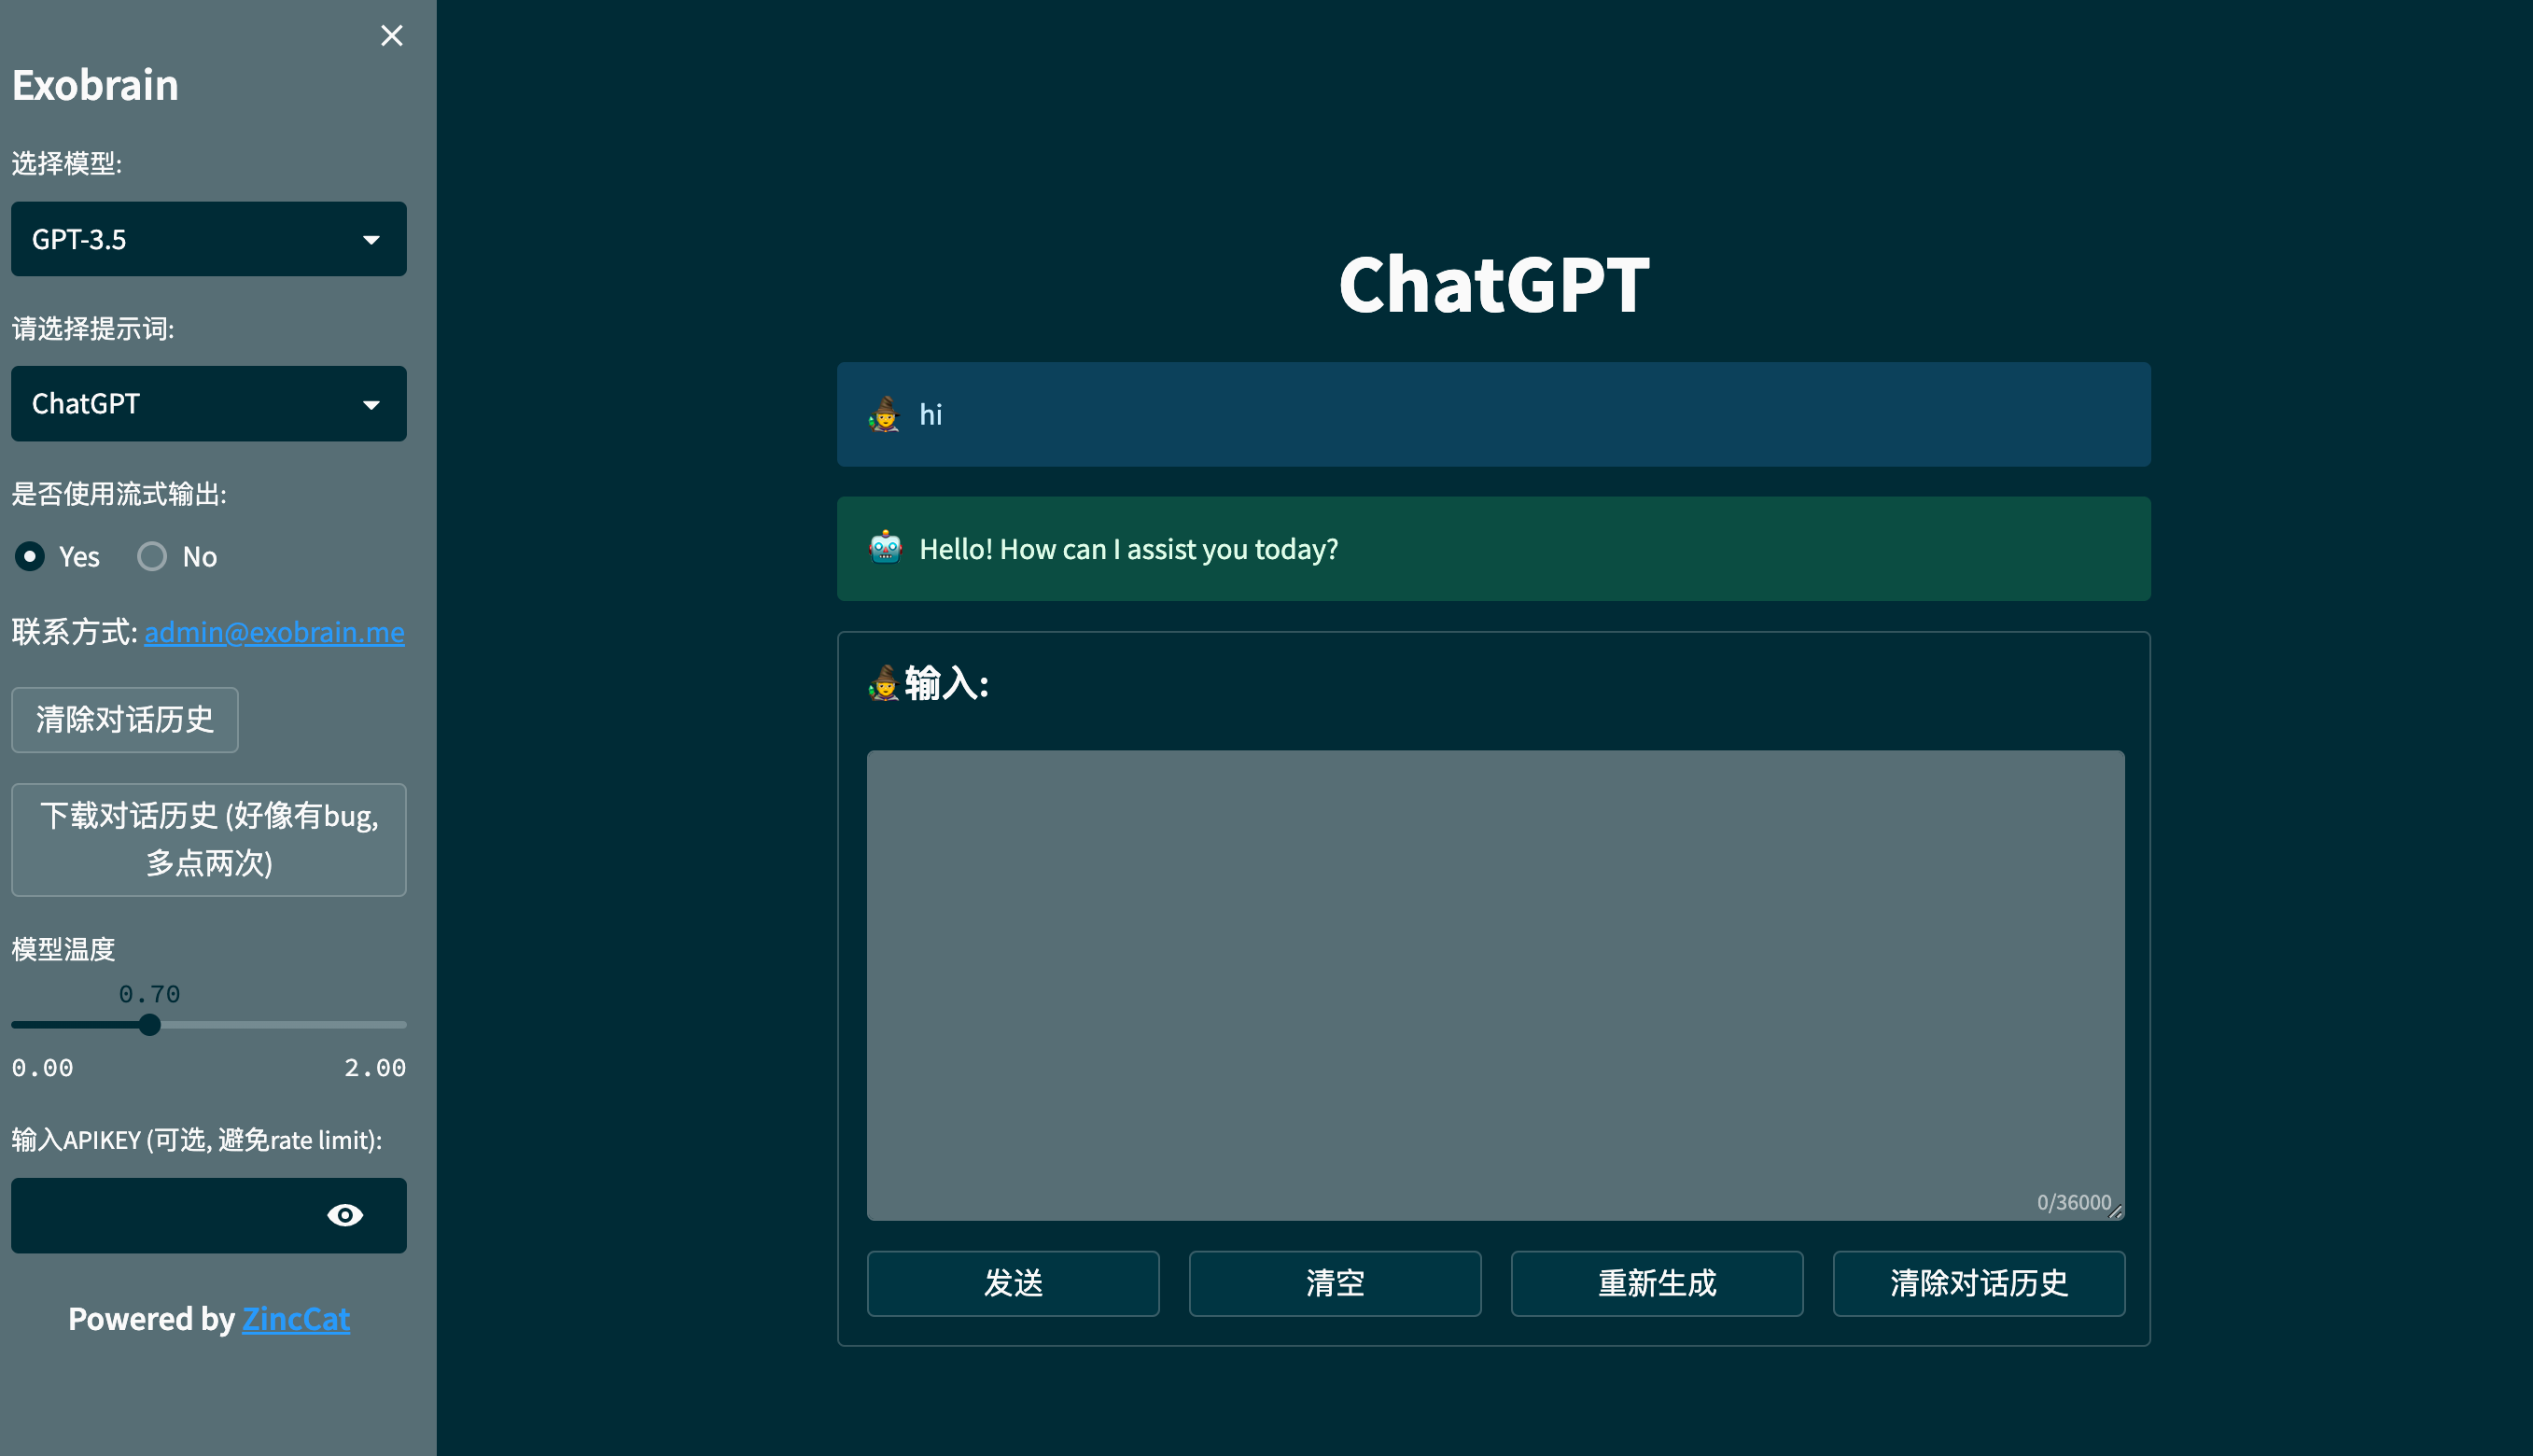 Exobrain
选择模型:
GPT-3.5
请选择提示词:
ChatGPT
是否使用流式输出:
Yes No
联系方式: admin@exobrain.me
清除对话历史
下载对话历史 (好像有bug,
多点两次)
模型温度
0.70
0.00 2.00
输入APIKEY (可选, 避免rate limit):
Powered by ZincCat
ChatGPT
hi
Hello! How can I assist you today?
输入:
0/36000
发送 清空 重新生成 清除对话历史